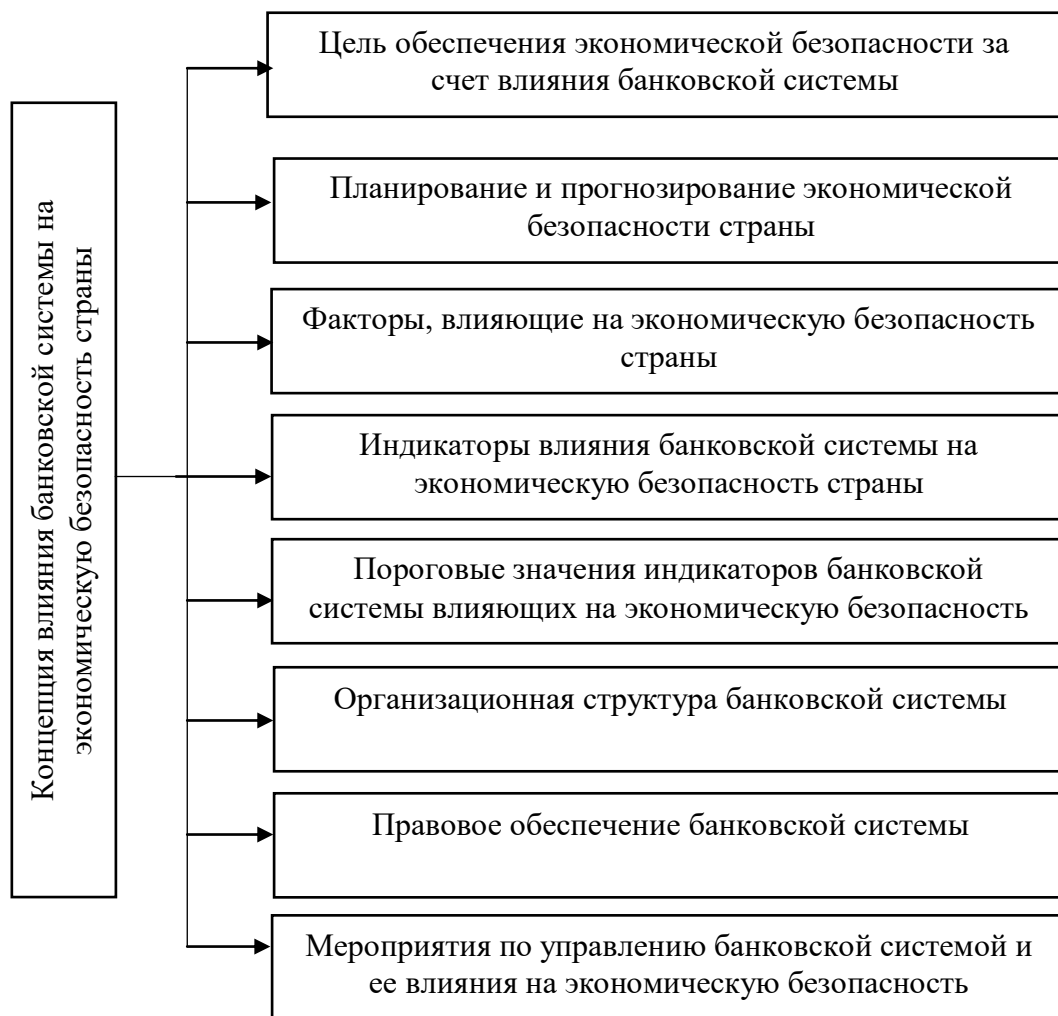 Концепция влияния банковской системы на
экономическую безопасность страны
Цель обеспечения экономической безопасности за
счет влияния банковской системы
Планирование и прогнозирование экономической
безопасности страны
Факторы, влияющие на экономическую безопасность
страны
Индикаторы влияния банковской системы на
экономическую безопасность страны
Пороговые значения индикаторов банковской
системы влияющих на экономическую безопасность
Организационная структура банковской системы
Правовое обеспечение банковской системы
Мероприятия по управлению банковской системой и
ее влияния на экономическую безопасность